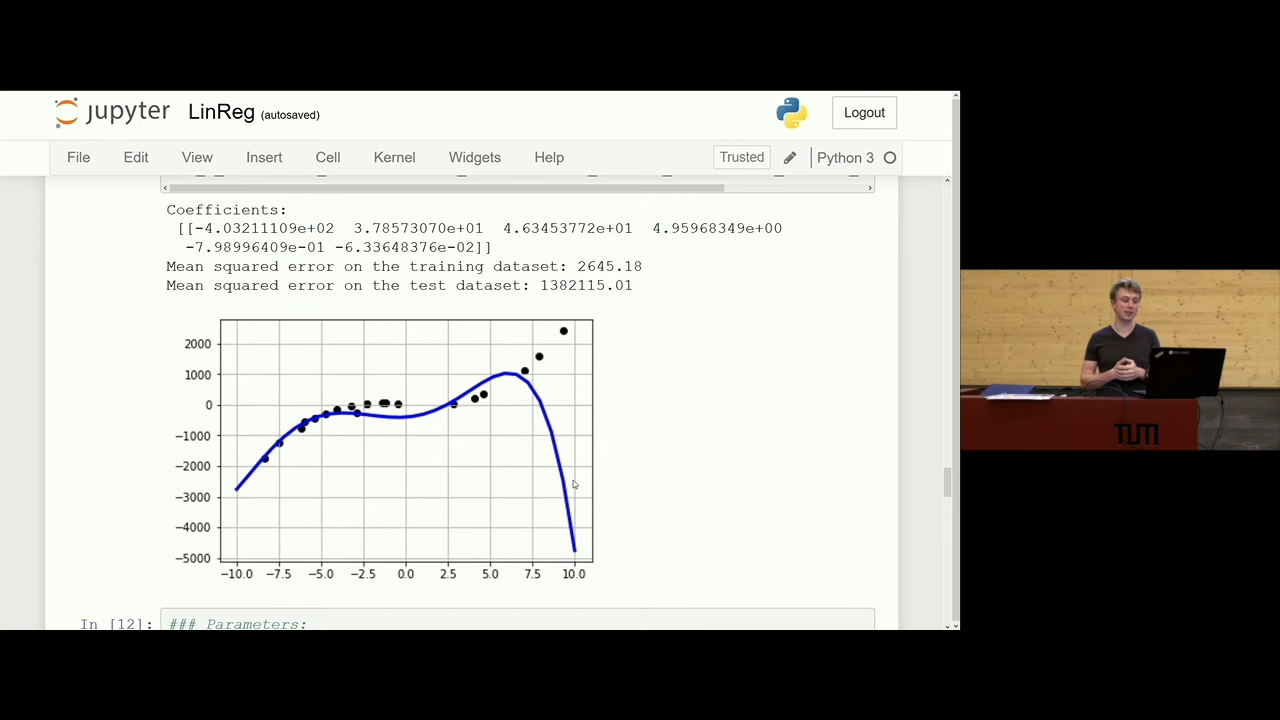 jupyter LinReg (autosaved)
Logout
File Edit View Insert Cell Kernel Widgets Help
Trusted Python 3
Coefficients:
[[-4.03211109e+02 3.78573070e+01 4.63453772e+01 4.95968349e+00
-7.98996409e-01 -6.33648376e-02]]
Mean squared error on the training dataset: 2645.18
Mean squared error on the test dataset: 1382115.01
2000
1000
0
−1000
−2000
−3000
−4000
−5000
−10.0 −7.5 −5.0 −2.5 0.0 2.5 5.0 7.5 10.0
In [12]: ### Parameters:
TUM